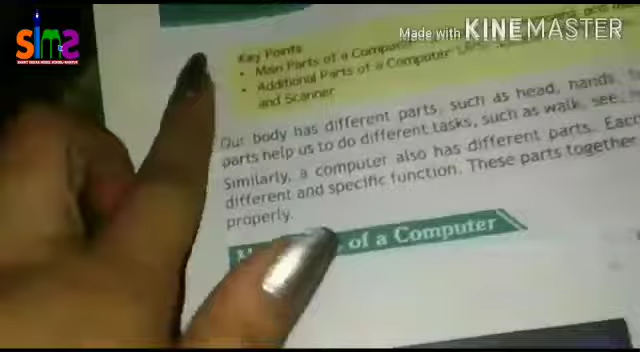 SIMS
Made with KINEMASTER
Key Points
• Main Parts of a Computer
• Additional Parts of a Computer
and Scanner
Our body has different parts, such as head, hands,
parts help us to do different tasks, such as walk, see,
Similarly, a computer also has different parts. Each
different and specific function. These parts together
properly.
of a Computer